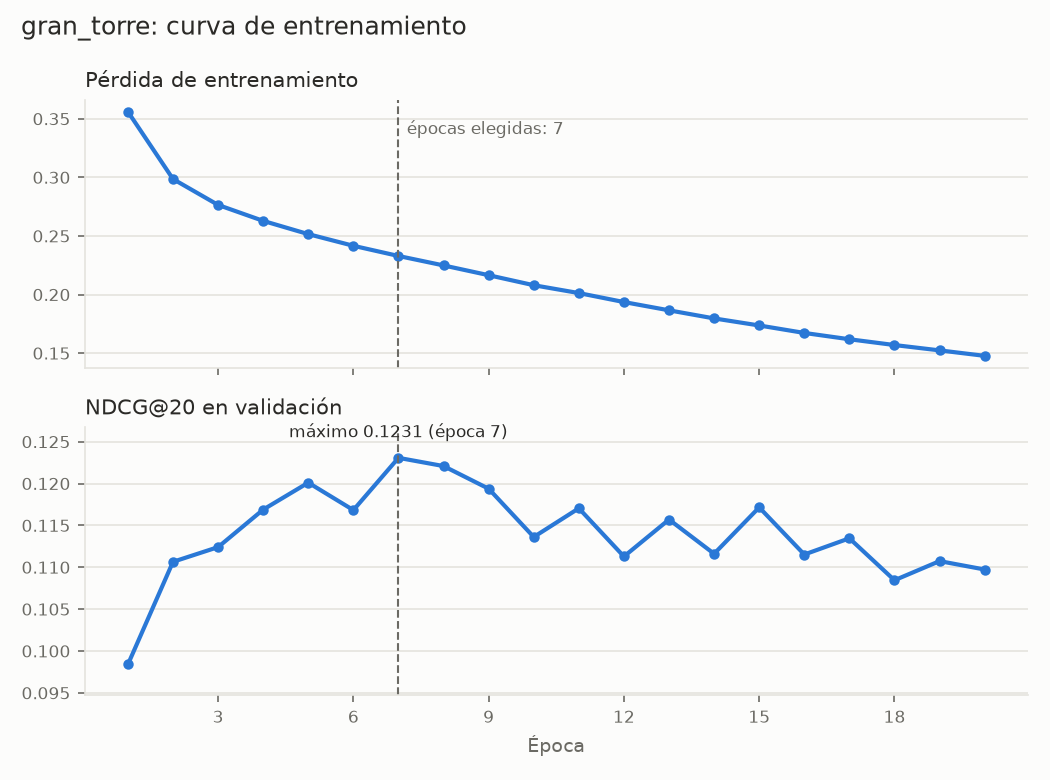 gran_torre: curva de entrenamiento
Pérdida de entrenamiento
0.35
épocas elegidas: 7
0.30
0.25
0.20
0.15
NDCG@20 en validación
máximo 0.1231 (época 7)
0.125
0.120
0.115
0.110
0.105
0.100
0.095
3 6 9 12 15 18
Época